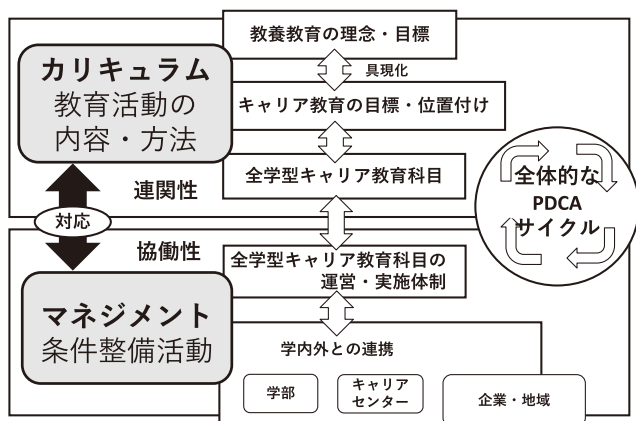 教養教育の理念・目標
具現化
カリキュラム
教育活動の
内容・方法
キャリア教育の目標・位置付け
全学型キャリア教育科目
連関性
対応
協働性
全体的な
PDCA
サイクル
全学型キャリア教育科目の
運営・実施体制
マネジメント
条件整備活動
学内外との連携
学部
キャリア
センター
企業・地域